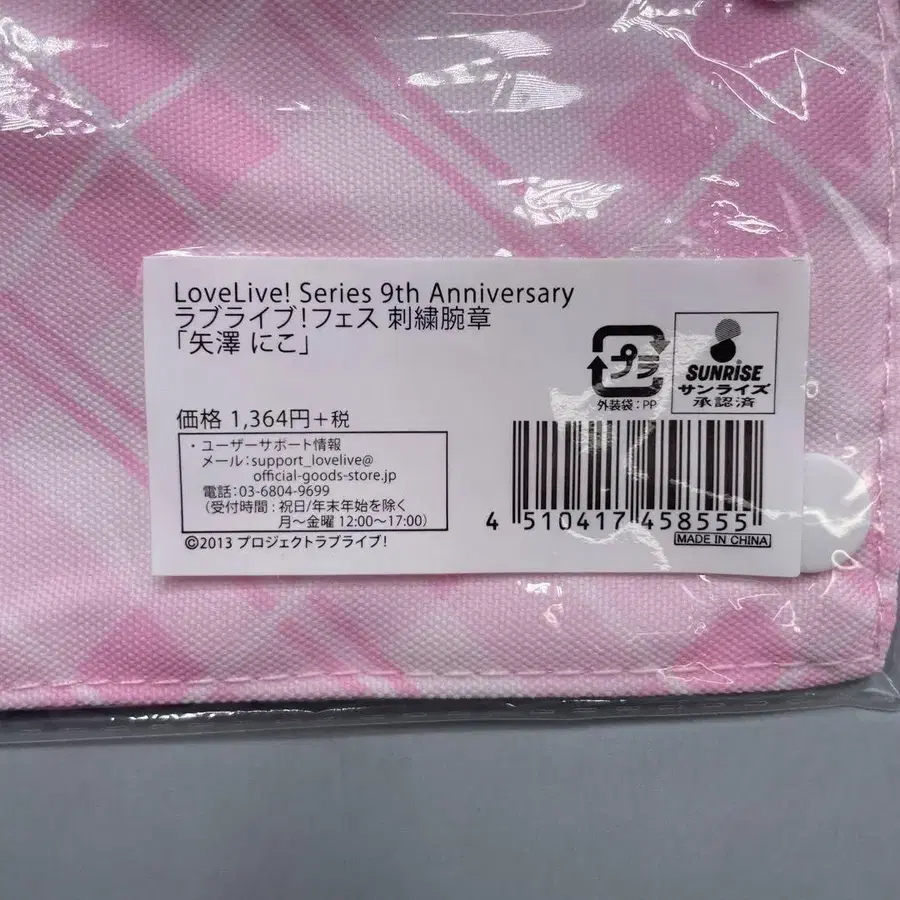 LoveLive! Series 9th Anniversary
ラブライブ!フェス 刺繍腕章
「矢澤 にこ」
プラ
外装袋:PP
SUNRISE
サンライズ
承認済
価格 1,364円+税
・ユーザーサポート情報
メール:support_lovelive@
official-goods-store.jp
電話:03-6804-9699
(受付時間:祝日/年末年始を除く
月～金曜 12:00～17:00)
©2013 プロジェクトラブライブ!
4 510417 458555
MADE IN CHINA